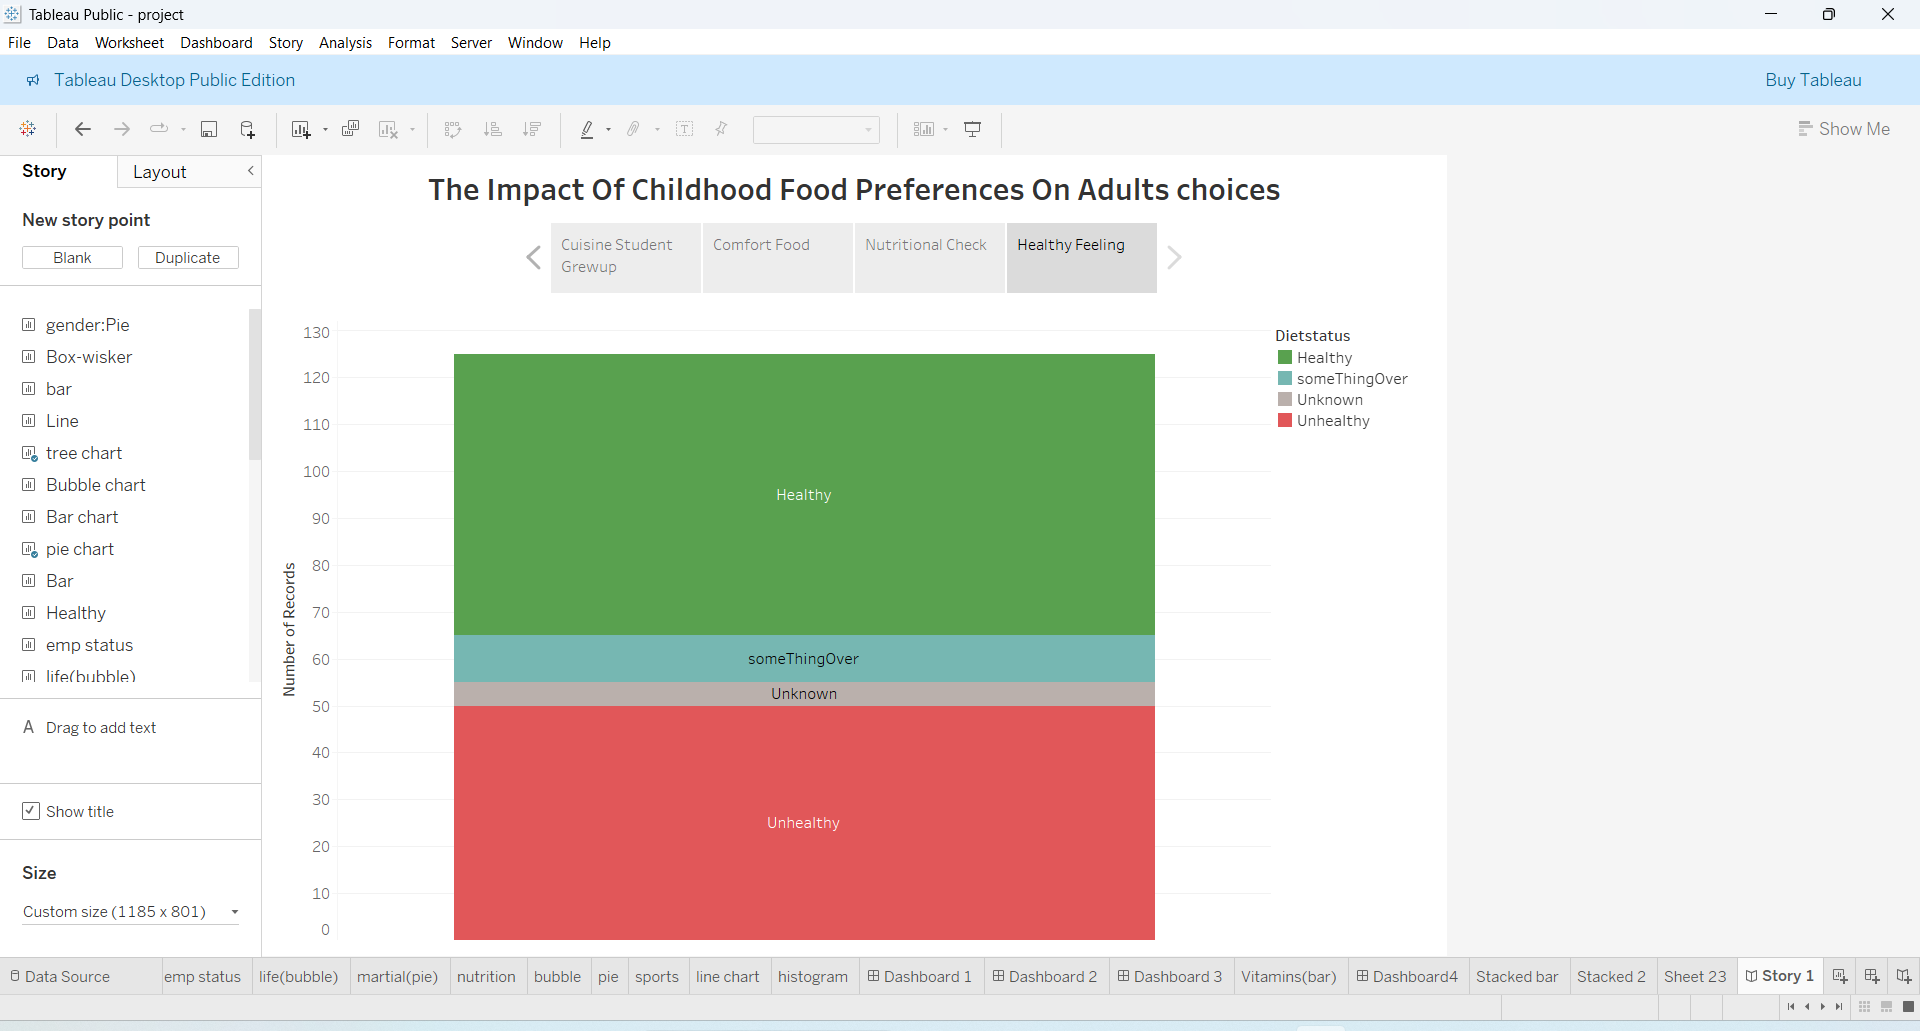 Tableau Public - project
File Data Worksheet Dashboard Story Analysis Format Server Window Help
Tableau Desktop Public Edition
Buy Tableau
Show Me
Story
Layout
New story point
Blank
Duplicate
gender:Pie
Box-wisker
bar
Line
tree chart
Bubble chart
Bar chart
pie chart
Bar
Healthy
emp status
life(bubble)
A Drag to add text
Show title
Size
Custom size (1185 x 801)
The Impact Of Childhood Food Preferences On Adults choices
Cuisine Student
Grewup
Comfort Food
Nutritional Check
Healthy Feeling
Number of Records
130
120
110
100
90
80
70
60
50
40
30
20
10
0
Healthy
someThingOver
Unknown
Unhealthy
Dietstatus
Healthy
someThingOver
Unknown
Unhealthy
Data Source emp status life(bubble) martial(pie) nutrition bubble pie sports line chart histogram Dashboard 1 Dashboard 2 Dashboard 3 Vitamins(bar) Dashboard4 Stacked bar Stacked 2 Sheet 23 Story 1